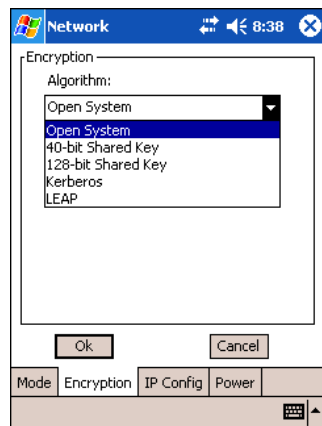 Network 8:38
Encryption
Algorithm:
Open System
Open System
40-bit Shared Key
128-bit Shared Key
Kerberos
LEAP
Ok Cancel
Mode Encryption IP Config Power